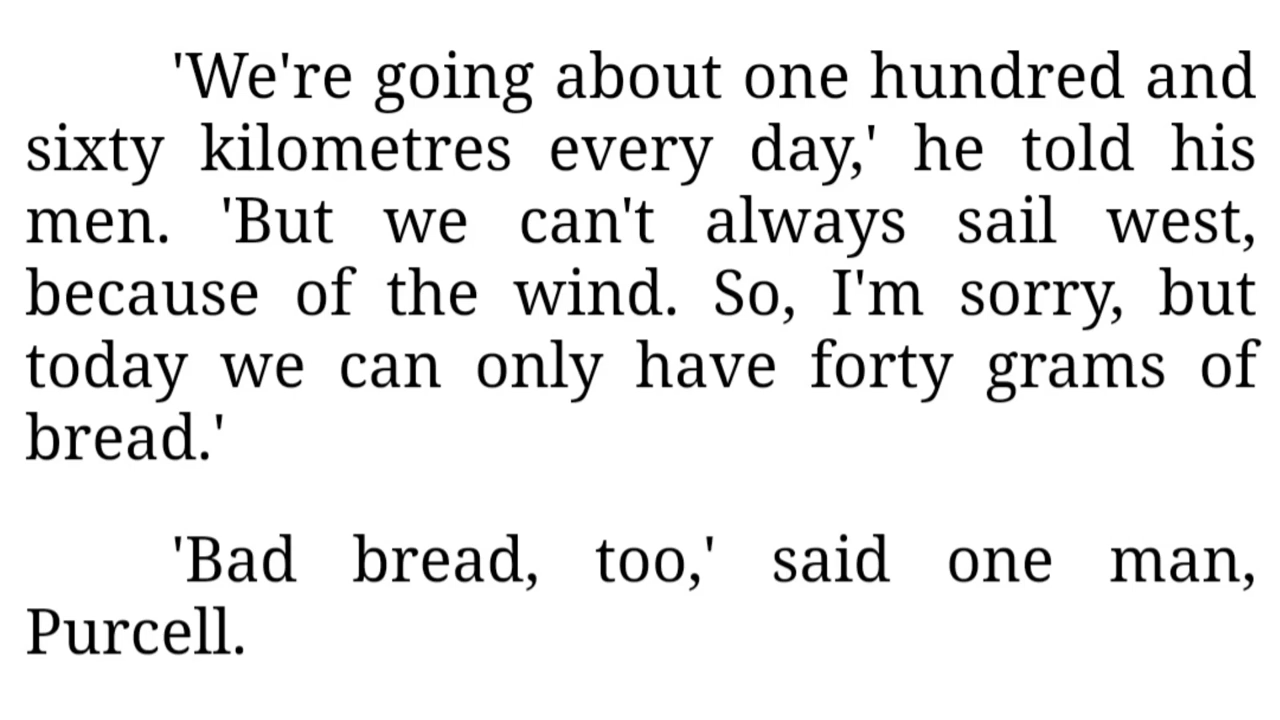 'We're going about one hundred and
sixty kilometres every day,' he told his
men. 'But we can't always sail west,
because of the wind. So, I'm sorry, but
today we can only have forty grams of
bread.'
'Bad bread, too,' said one man,
Purcell.